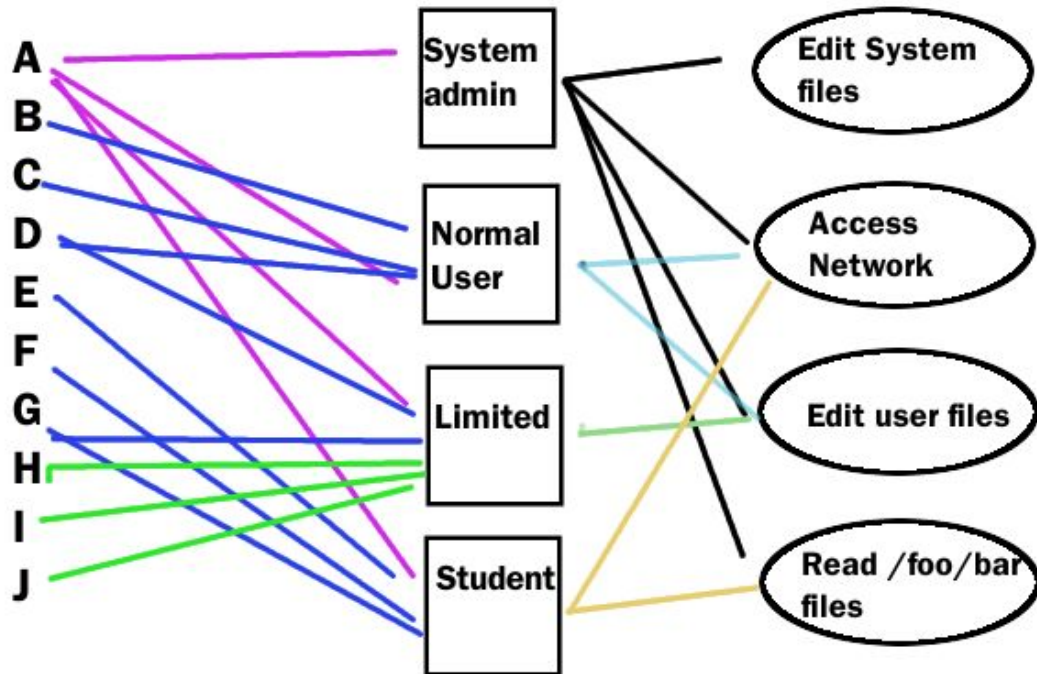 A
B
C
D
E
F
G
H
I
J
System
admin
Normal
User
Limited
Student
Edit System
files
Access
Network
Edit user files
Read /foo/bar
files